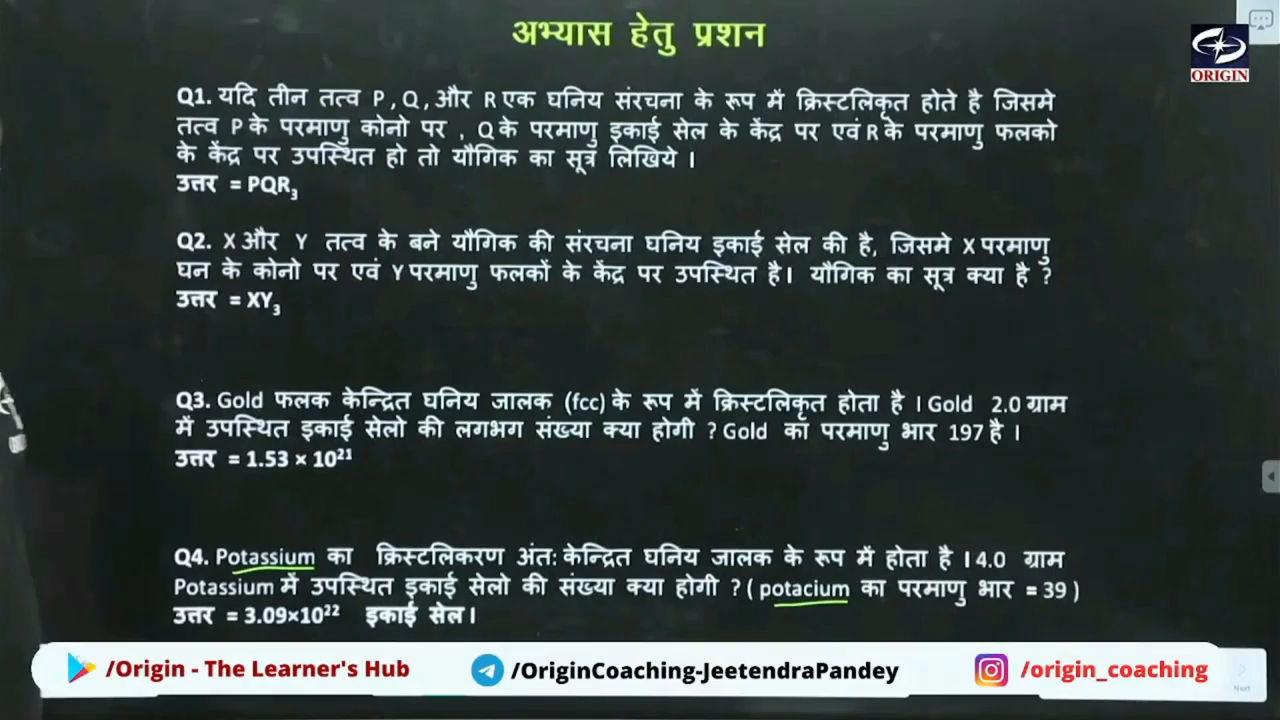 अभ्यास हेतु प्रशन
ORIGIN
Q1. यदि तीन तत्व P , Q , और R एक घनिय संरचना के रूप में क्रिस्टलिकृत होते है जिसमे
तत्व P के परमाणु कोनो पर , Q के परमाणु इकाई सेल के केंद्र पर एवं R के परमाणु फलको
के केंद्र पर उपस्थित हो तो यौगिक का सूत्र लिखिये ।
उत्तर = PQR₃
Q2. X और Y तत्व के बने यौगिक की संरचना घनिय इकाई सेल की है, जिसमे X परमाणु
घन के कोनो पर एवं Y परमाणु फलकों के केंद्र पर उपस्थित है। यौगिक का सूत्र क्या है ?
उत्तर = XY₃
Q3. Gold फलक केन्द्रित घनिय जालक (fcc) के रूप में क्रिस्टलिकृत होता है । Gold 2.0 ग्राम
में उपस्थित इकाई सेलो की लगभग संख्या क्या होगी ? Gold का परमाणु भार 197 है ।
उत्तर = 1.53 × 10²¹
Q4. Potassium का क्रिस्टलिकरण अंत: केन्द्रित घनिय जालक के रूप में होता है । 4.0 ग्राम
Potassium में उपस्थित इकाई सेलो की संख्या क्या होगी ? ( potacium का परमाणु भार = 39 )
उत्तर = 3.09×10²² इकाई सेल ।
/Origin - The Learner's Hub
/OriginCoaching-JeetendraPandey
/origin_coaching
Next